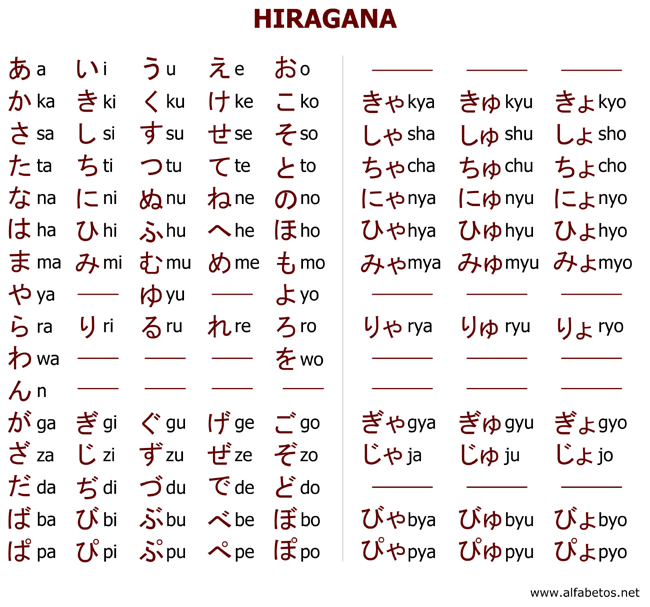 HIRAGANA
あ a い i う u え e お o
か ka き ki く ku け ke こ ko きゃ kya きゅ kyu きょ kyo
さ sa し si す su せ se そ so しゃ sha しゅ shu しょ sho
た ta ち ti つ tu て te と to ちゃ cha ちゅ chu ちょ cho
な na に ni ぬ nu ね ne の no にゃ nya にゅ nyu にょ nyo
は ha ひ hi ふ hu へ he ほ ho ひゃ hya ひゅ hyu ひょ hyo
ま ma み mi む mu め me も mo みゃ mya みゅ myu みょ myo
や ya ゆ yu よ yo
ら ra り ri る ru れ re ろ ro りゃ rya りゅ ryu りょ ryo
わ wa を wo
ん n
が ga ぎ gi ぐ gu げ ge ご go ぎゃ gya ぎゅ gyu ぎょ gyo
ざ za じ zi ず zu ぜ ze ぞ zo じゃ ja じゅ ju じょ jo
だ da ぢ di づ du で de ど do
ば ba び bi ぶ bu べ be ぼ bo びゃ bya びゅ byu びょ byo
ぱ pa ぴ pi ぷ pu ぺ pe ぽ po ぴゃ pya ぴゅ pyu ぴょ pyo
www.alfabetos.net